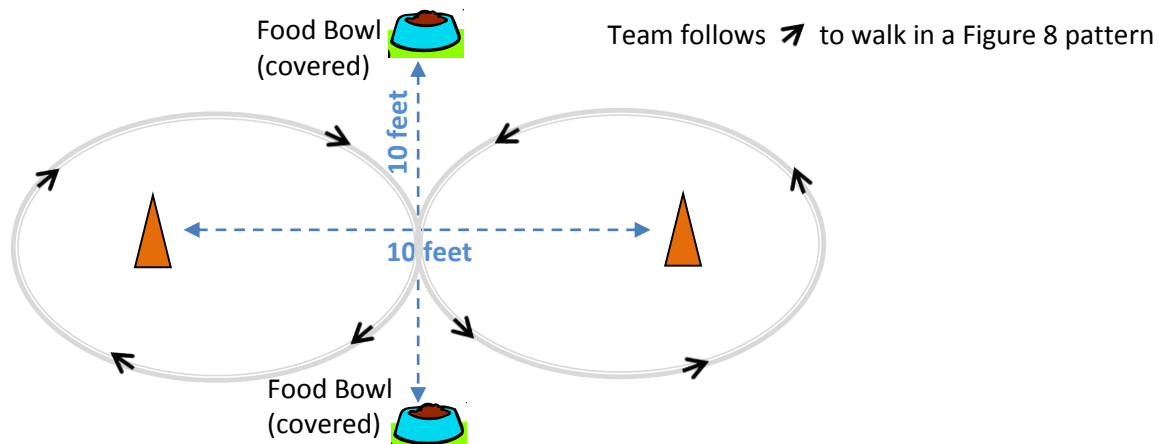 Food Bowl
(covered)
Team follows to walk in a Figure 8 pattern
10 feet
10 feet
Food Bowl
(covered)